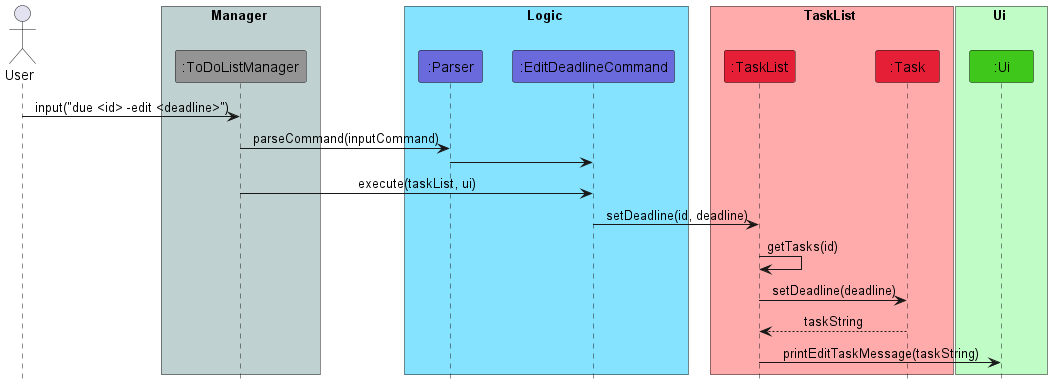 Manager
Logic
TaskList
Ui
:ToDoListManager
:Parser
:EditDeadlineCommand
:TaskList
:Task
:Ui
User
input("due <id> -edit <deadline>")
parseCommand(inputCommand)
execute(taskList, ui)
setDeadline(id, deadline)
getTasks(id)
setDeadline(deadline)
taskString
printEditTaskMessage(taskString)